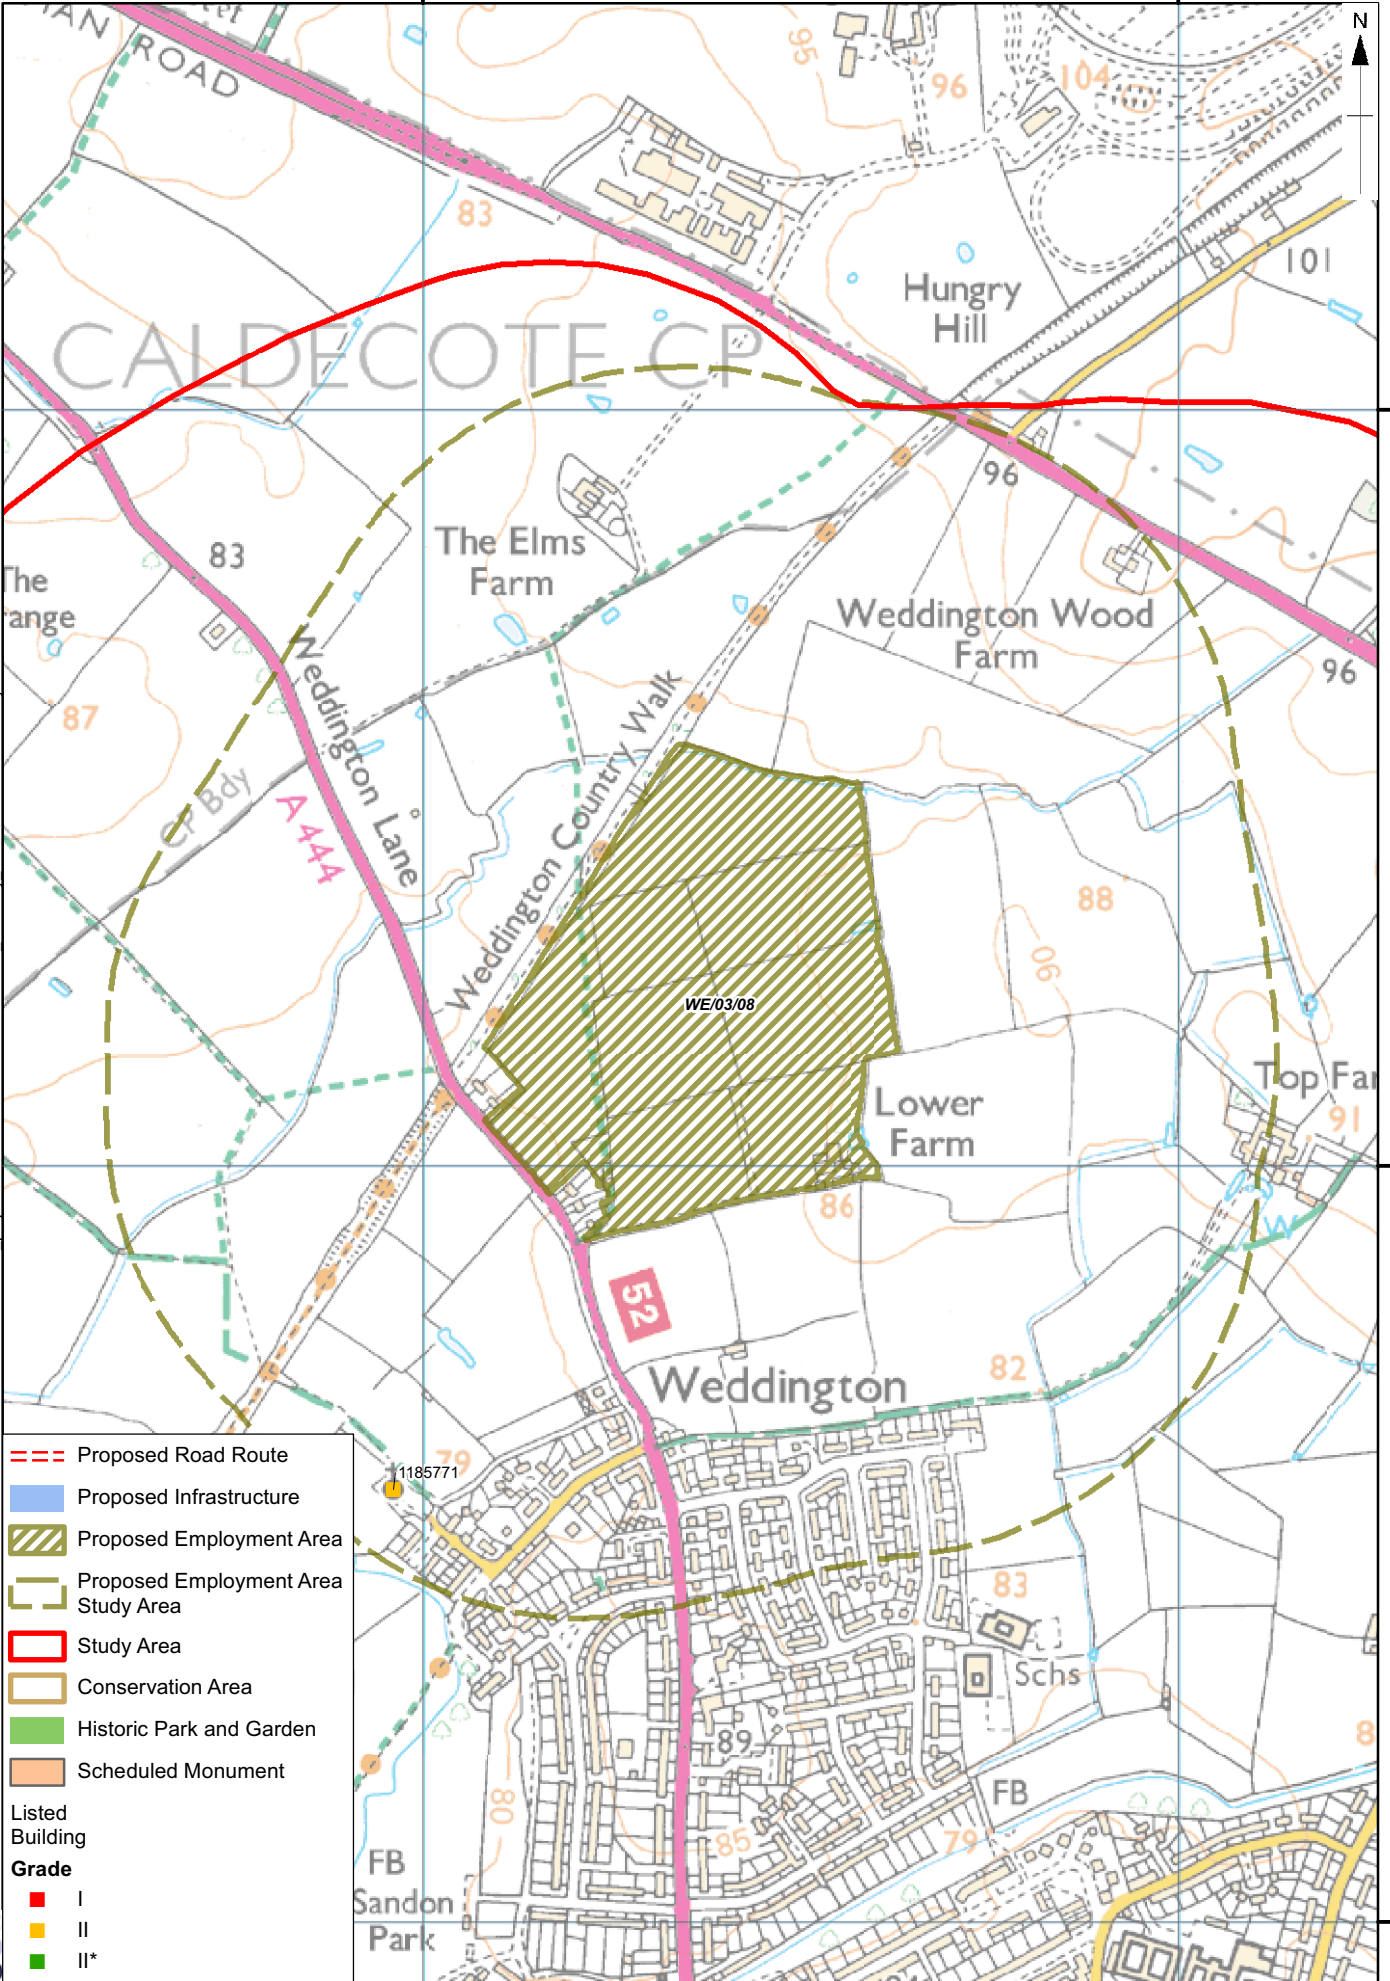 N
ROAD
95
96
104
83
101
Hungry
Hill
CALDECOTE CP
96
The Elms
Farm
83
The
Weddington Wood
Farm
96
87
Weddington Lane
Weddington Country Walk
CP Bdy
A 444
88
90
WE/03/08
Top Far
91
Lower
Farm
86
W
52
Weddington
82
79
1185771
83
Schs
89
80
85
79
FB
8
FB
Sandon
Park
Proposed Road Route
Proposed Infrastructure
Proposed Employment Area
Proposed Employment Area
Study Area
Study Area
Conservation Area
Historic Park and Garden
Scheduled Monument
Listed
Building
Grade
I
II
II*